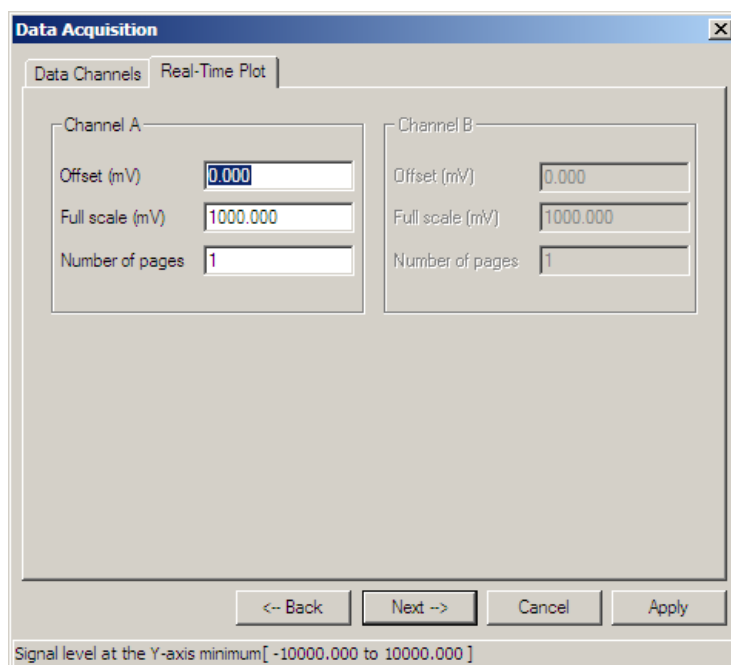 Data Acquisition
Data Channels Real-Time Plot
Channel A
Offset (mV) 0.000
Full scale (mV) 1000.000
Number of pages 1
Channel B
Offset (mV) 0.000
Full scale (mV) 1000.000
Number of pages 1
<-- Back Next --> Cancel Apply
Signal level at the Y-axis minimum[ -10000.000 to 10000.000 ]